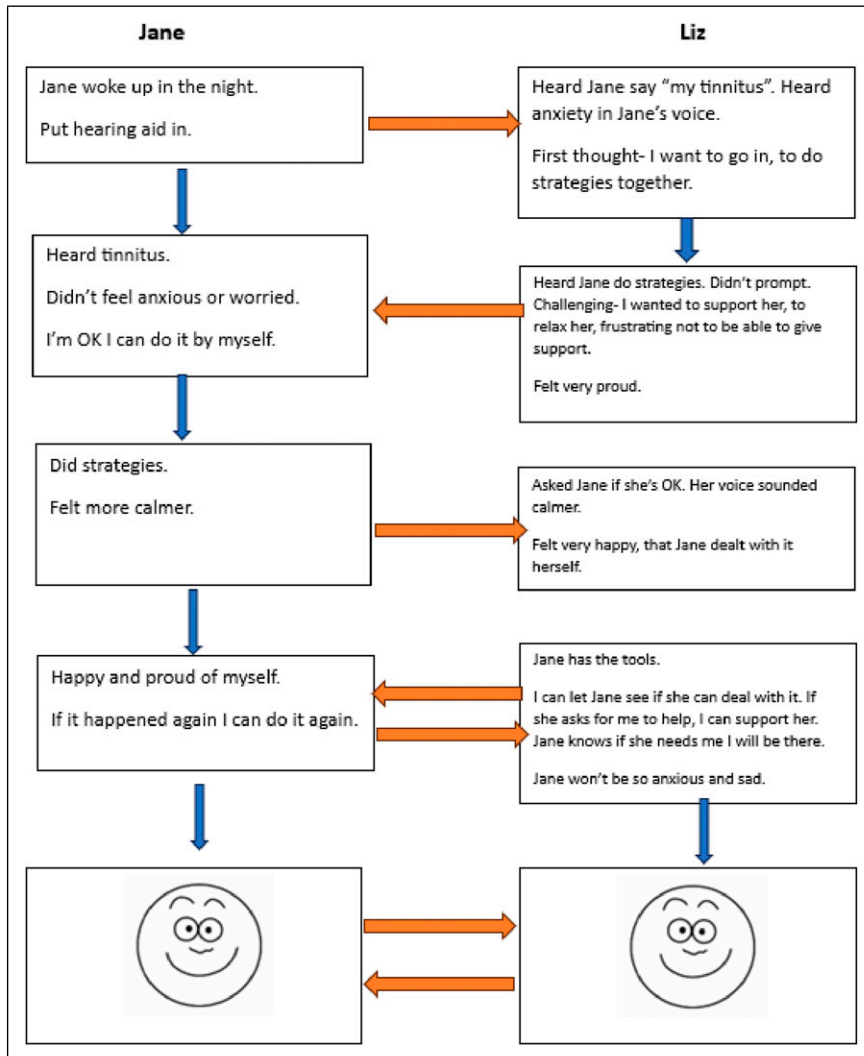 Jane
Liz
Jane woke up in the night.
Put hearing aid in.
Heard Jane say “my tinnitus”. Heard
anxiety in Jane’s voice.
First thought- I want to go in, to do
strategies together.
Heard tinnitus.
Didn’t feel anxious or worried.
I’m OK I can do it by myself.
Heard Jane do strategies. Didn’t prompt.
Challenging- I wanted to support her, to
relax her, frustrating not to be able to give
support.
Felt very proud.
Did strategies.
Felt more calmer.
Asked Jane if she’s OK. Her voice sounded
calmer.
Felt very happy, that Jane dealt with it
herself.
Happy and proud of myself.
If it happened again I can do it again.
Jane has the tools.
I can let Jane see if she can deal with it. If
she asks for me to help, I can support her.
Jane knows if she needs me I will be there.
Jane won’t be so anxious and sad.